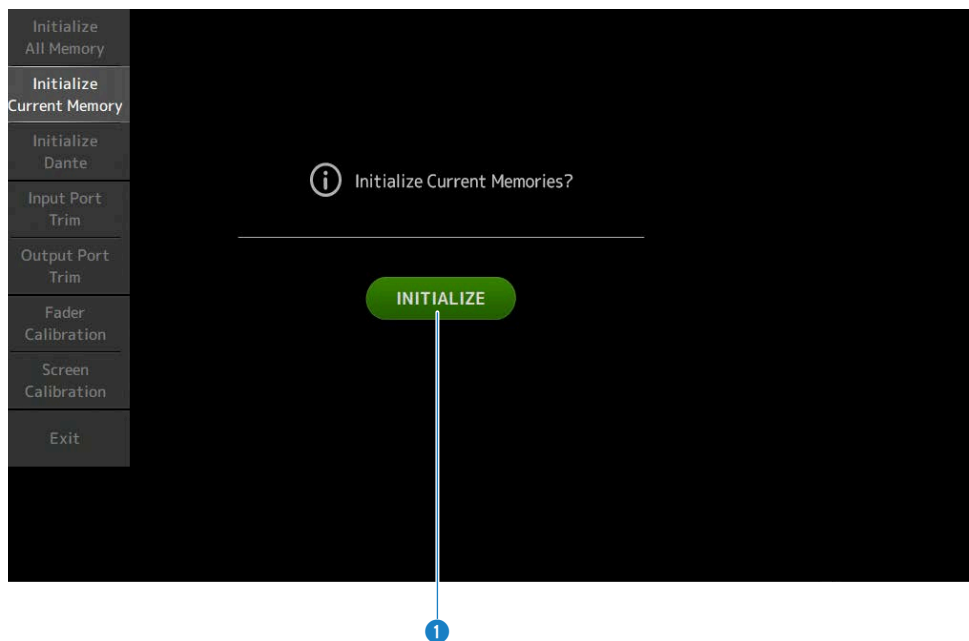 Initialize
All Memory
Initialize
Current Memory
Initialize
Dante
Input Port
Trim
Output Port
Trim
Fader
Calibration
Screen
Calibration
Exit
Initialize Current Memories?
INITIALIZE
1